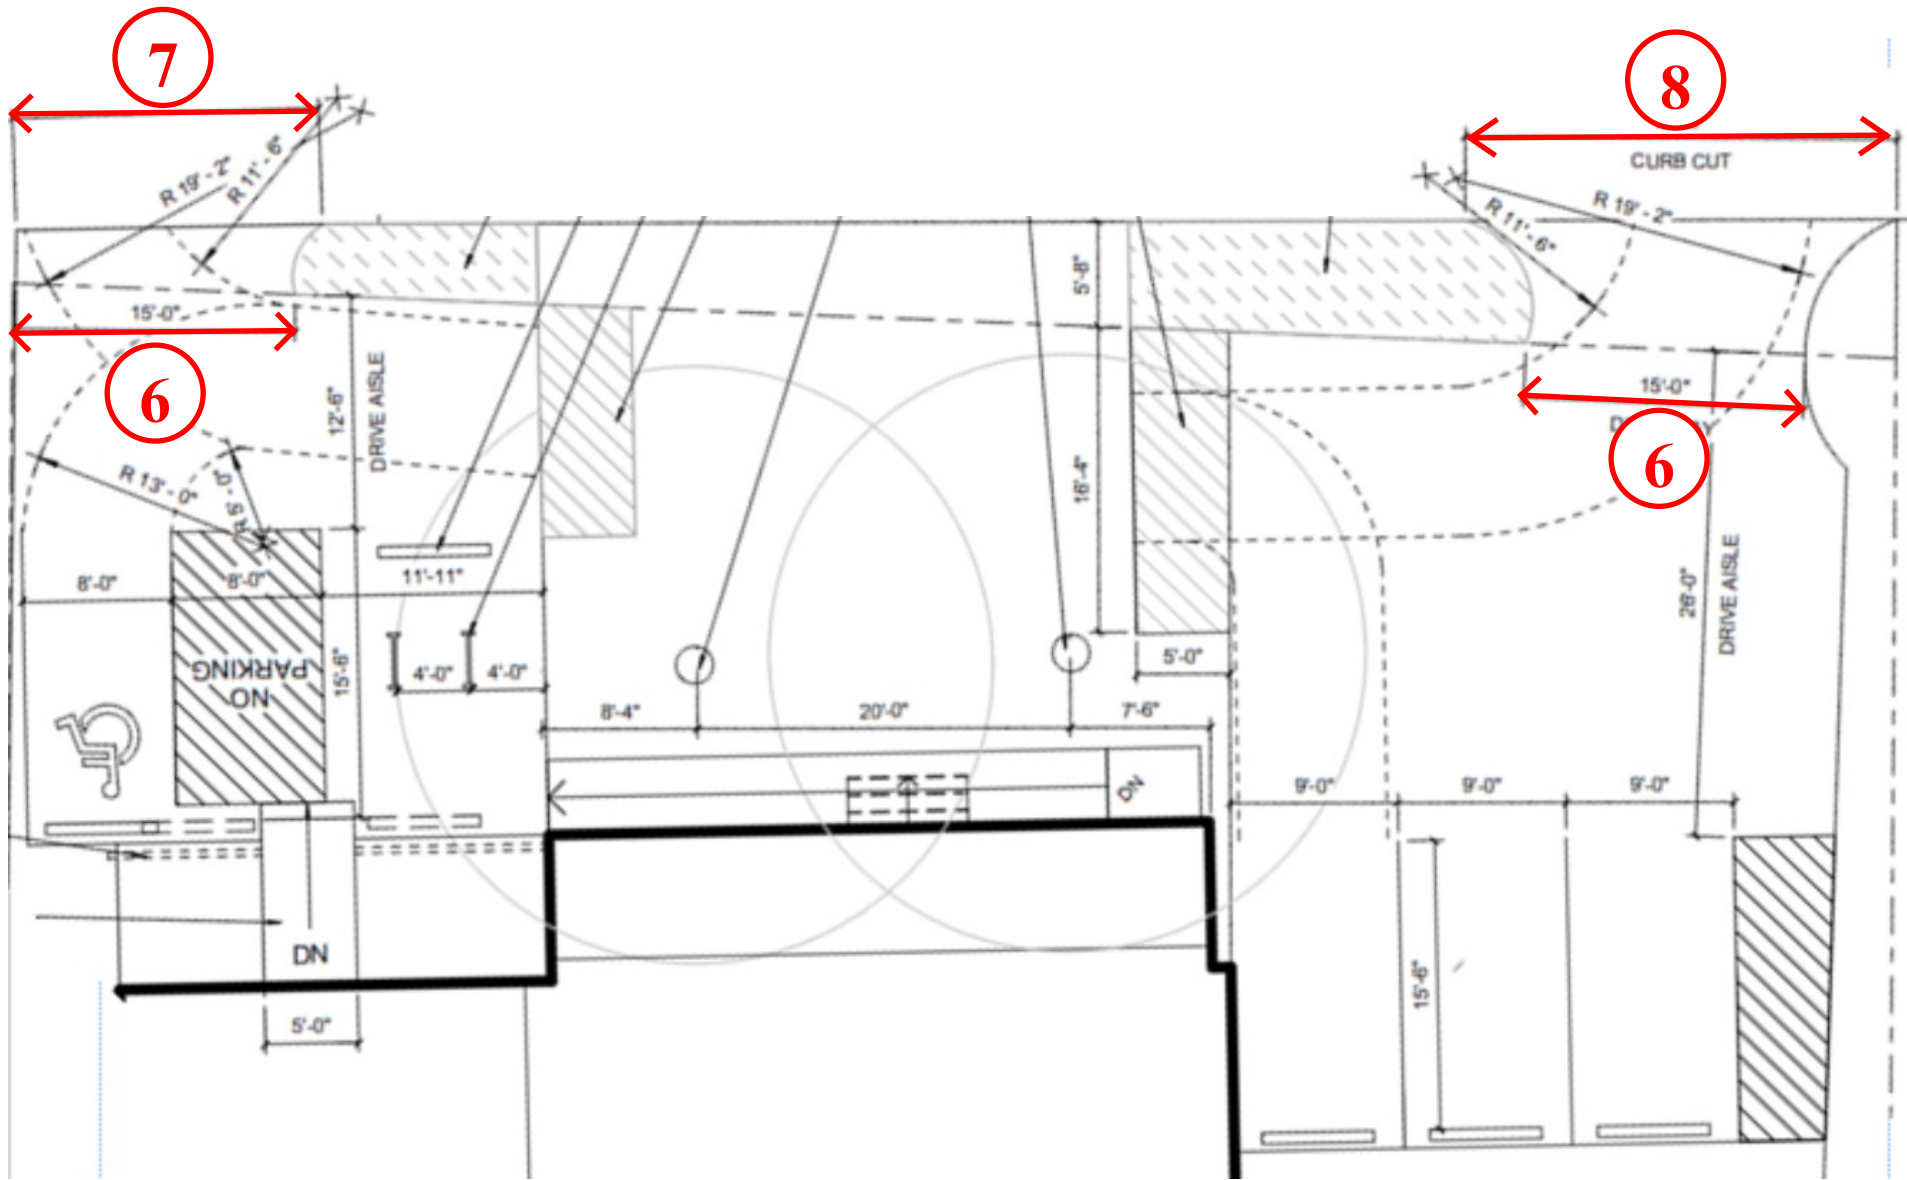 7
8
CURB CUT
R 19' - 2"
R 11' - 6"
R 19' - 2"
R 11' - 6"
15'-0"
6
5'-8"
15'-0"
6
12'-6"
DRIVE AISLE
R 13' - 0"
R 5' - 0"
16'-4"
8'-0"
8'-0"
11'-11"
DRIVE AISLE
NO
PARKING
15'-6"
4'-0"
4'-0"
5'-0"
8'-4"
20'-0"
7'-6"
9'-0"
9'-0"
9'-0"
DN
DN
15'-6"
5'-0"